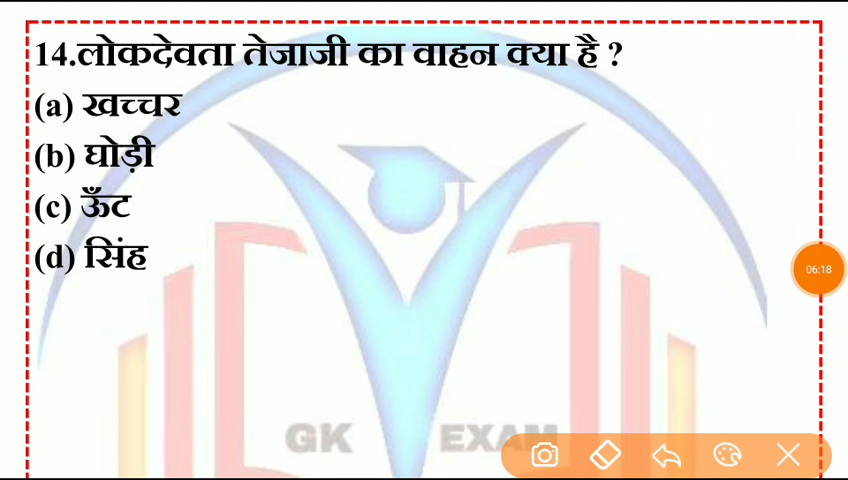 14.लोकदेवता तेजाजी का वाहन क्या है ?
(a) खच्चर
(b) घोड़ी
(c) ऊँट
(d) सिंह
06:18
GK EXAM